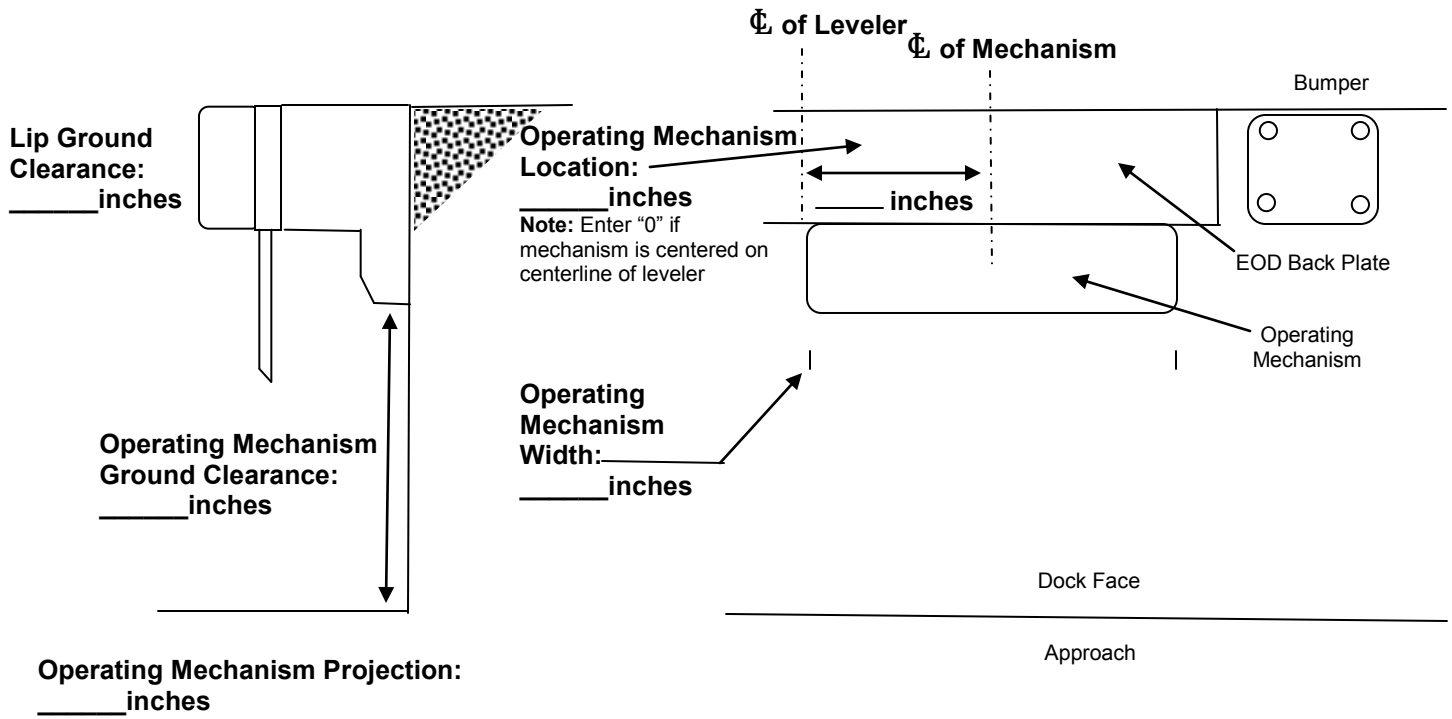 ℄ of Leveler
℄ of Mechanism
Bumper
Lip Ground
Clearance:
______inches
Operating Mechanism
Location:
______inches
Note: Enter “0” if
mechanism is centered on
centerline of leveler
____ inches
EOD Back Plate
Operating
Mechanism
Operating
Mechanism
Width:
______inches
Operating Mechanism
Ground Clearance:
______inches
Dock Face
Approach
Operating Mechanism Projection:
______inches